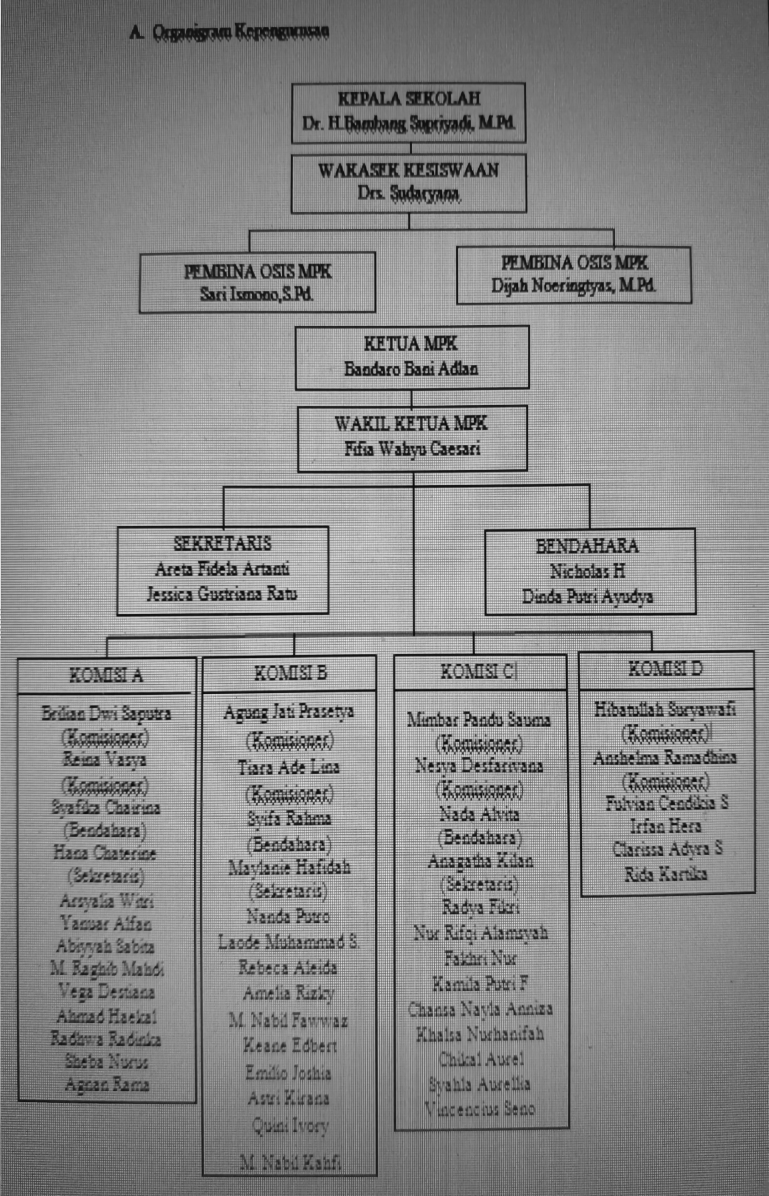 A. Organigram Kepengurusan
KEPALA SEKOLAH
Dr. H.Bambang Supriyadi, M.Pd.
WAKASEK KESISWAAN
Drs. Sudaryana
PEMBINA OSIS MPK
Sari Ismono,S.Pd.
PEMBINA OSIS MPK
Dijah Noeringtyas, M.Pd.
KETUA MPK
Bandaro Bani Adlan
WAKIL KETUA MPK
Fifia Wahyu Caesari
SEKRETARIS
Areta Fidela Artanti
Jessica Gustriana Ratu
BENDAHARA
Nicholas H
Dinda Putri Ayudya
KOMISI A
Brilian Dwi Saputra
(Komisioner)
Reina Vasya
(Komisioner)
Syafika Chairina
(Bendahara)
Hana Chaterine
(Sekretaris)
Arsyalia Witri
Yanuar Alfan
Abiyyah Sabita
M. Raghib Mahdi
Vega Destiana
Ahmad Haekal
Radhwa Radinka
Sheba Nurus
Agnan Rama
KOMISI B
Agung Jati Prasetya
(Komisioner)
Tiara Ade Lina
(Komisioner)
Syifa Rahma
(Bendahara)
Maylanie Hafidah
(Sekretaris)
Nanda Putro
Laode Muhammad S.
Rebeca Aleida
Amelia Rizky
M. Nabil Fawwaz
Keane Edbert
Emilio Joshia
Astri Kirana
Quini Ivory
M. Nabil Kahfi
KOMISI C
Mimbar Pandu Sauma
(Komisioner)
Nesya Desfarivana
(Komisioner)
Nada Alvita
(Bendahara)
Anagatha Kilan
(Sekretaris)
Radya Fikri
Nur Rifqi Alamsyah
Fakhri Nur
Kamila Putri F
Chansa Nayla Anniza
Khalsa Nurhanifah
Chikal Aurel
Syahla Aurellia
Vincencius Seno
KOMISI D
Hibatullah Suryawafi
(Komisioner)
Anshelma Ramadhina
(Komisioner)
Fulvian Cendikia S
Irfan Hera
Clarissa Adyra S
Rida Kartika